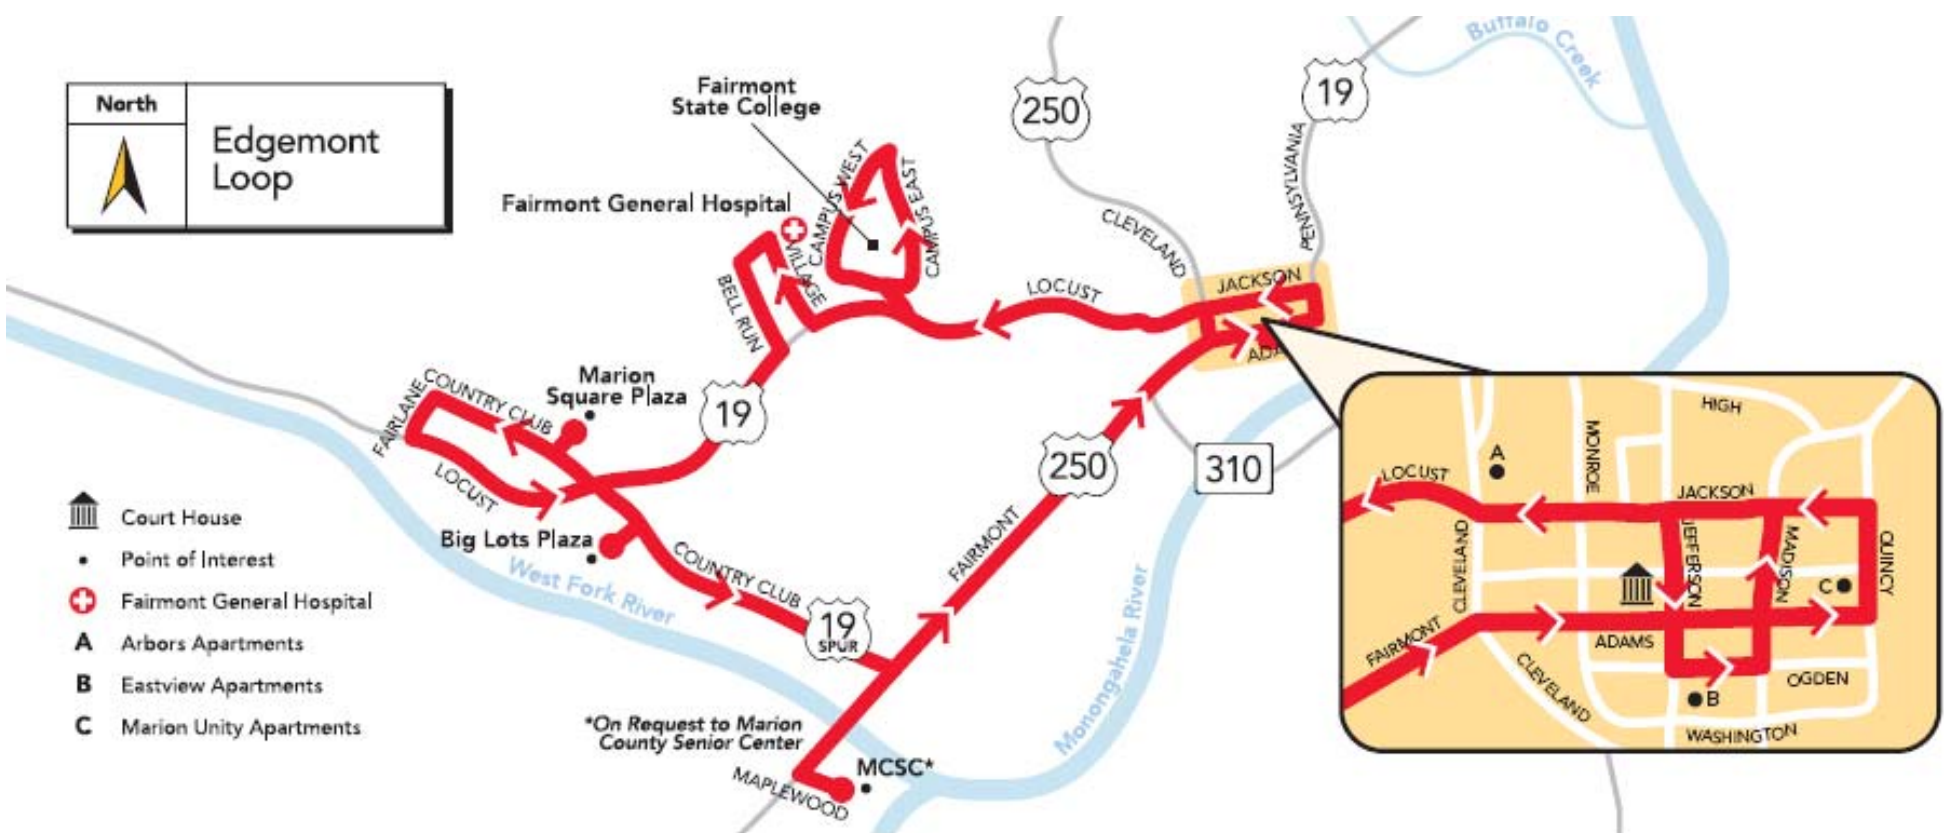 North
Edgemont
Loop
Fairmont
State College
Fairmont General Hospital
CAMPUS WEST
CAMPUS EAST
VILLAGE
BELL RUN
250
19
Buffalo Creek
PENNSYLVANIA
CLEVELAND
JACKSON
LOCUST
ADA
Marion
Square Plaza
COUNTRY CLUB
FAIRLANE
LOCUST
19
250
310
Big Lots Plaza
COUNTRY CLUB
West Fork River
FAIRMONT
19
SPUR
Monongahela River
*On Request to Marion
County Senior Center
MCSC*
MAPLEWOOD
Court House
Point of Interest
Fairmont General Hospital
A Arbors Apartments
B Eastview Apartments
C Marion Unity Apartments
HIGH
MONROE
A
LOCUST
JACKSON
CLEVELAND
JEFFERSON
MADISON
QUINCY
C
FAIRMONT
ADAMS
CLEVELAND
OGDEN
B
WASHINGTON